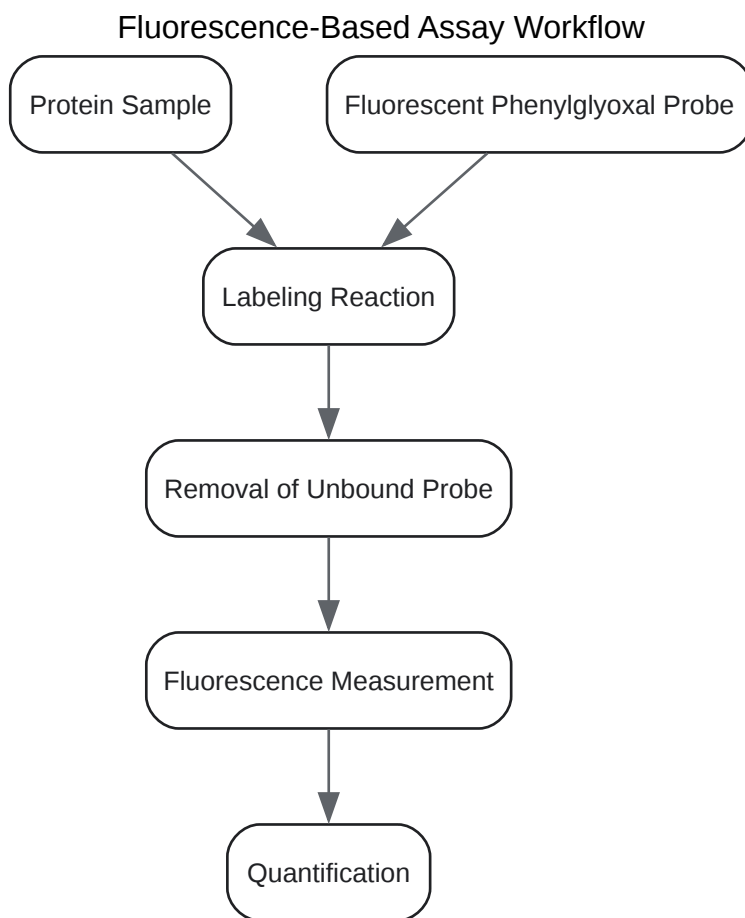 Fluorescence-Based Assay Workflow
Protein Sample
Fluorescent Phenylglyoxal Probe
Labeling Reaction
Removal of Unbound Probe
Fluorescence Measurement
Quantification